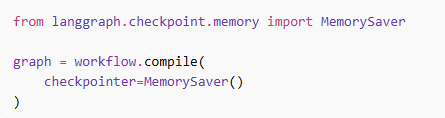 from langgraph.checkpoint.memory import MemorySaver

graph = workflow.compile(
    checkpointer=MemorySaver()
)